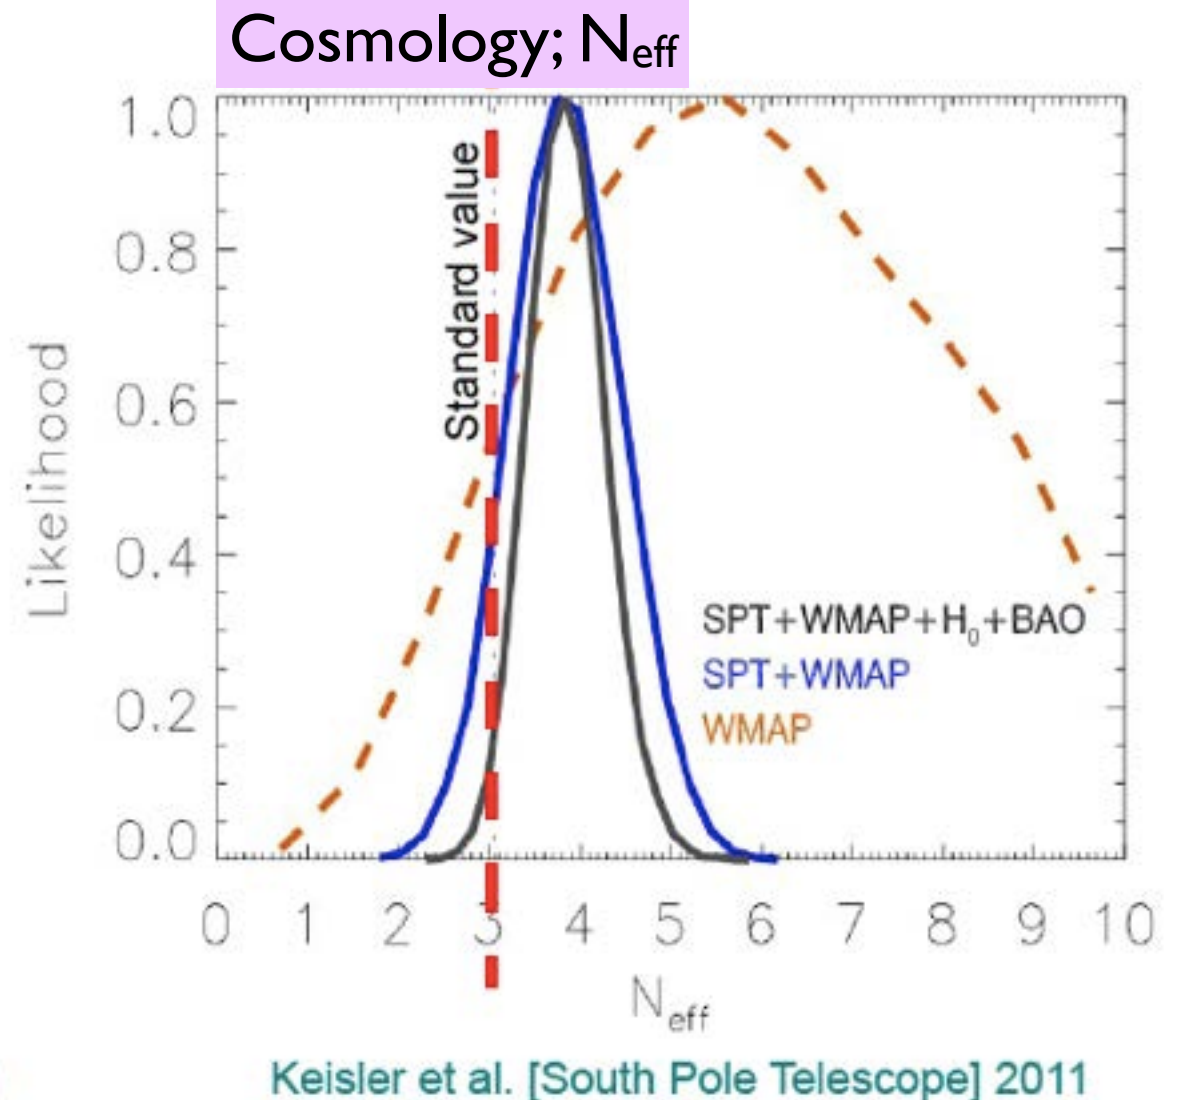 Cosmology; Neff
1.0
0.8
0.6
0.4
0.2
0.0
Likelihood
Standard value
SPT+WMAP+H0+BAO
SPT+WMAP
WMAP
0 1 2 3 4 5 6 7 8 9 10
Neff
Keisler et al. [South Pole Telescope] 2011